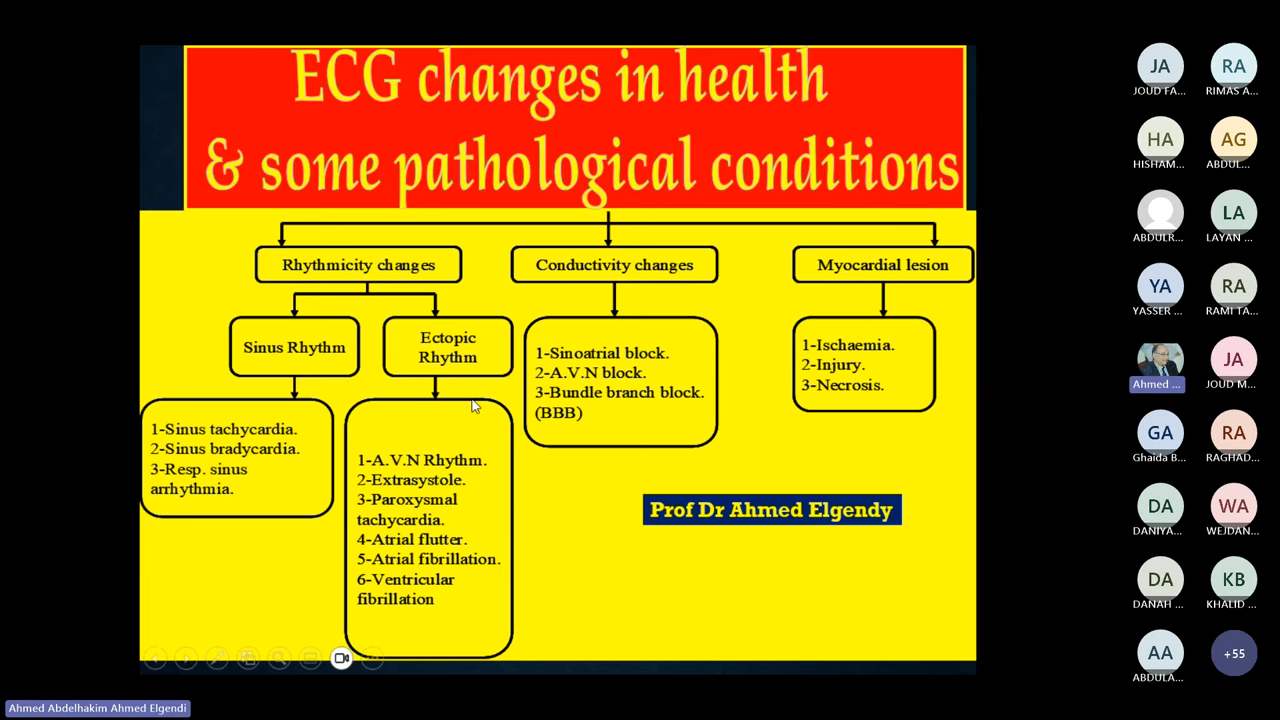 ECG changes in health
& some pathological conditions
Rhythmicity changes
Conductivity changes
Myocardial lesion
Sinus Rhythm
Ectopic
Rhythm
1-Sinoatrial block.
2-A.V.N block.
3-Bundle branch block.
(BBB)
1-Ischaemia.
2-Injury.
3-Necrosis.
1-Sinus tachycardia.
2-Sinus bradycardia.
3-Resp. sinus
arrhythmia.
1-A.V.N Rhythm.
2-Extrasystole.
3-Paroxysmal
tachycardia.
4-Atrial flutter.
5-Atrial fibrillation.
6-Ventricular
fibrillation
Prof Dr Ahmed Elgendy
JA
JOUD FA...
RA
RIMAS A...
HA
HISHAM...
AG
ABDUL...
ABDULR...
LA
LAYAN ...
YA
YASSER ...
RA
RAMI TA...
Ahmed ...
JA
JOUD M...
GA
Ghaida B...
RA
RAGHAD...
DA
DANIYA...
WA
WEJDAN...
DA
DANAH ...
KB
KHALID ...
AA
ABDULA...
+55
Ahmed Abdelhakim Ahmed Elgendi